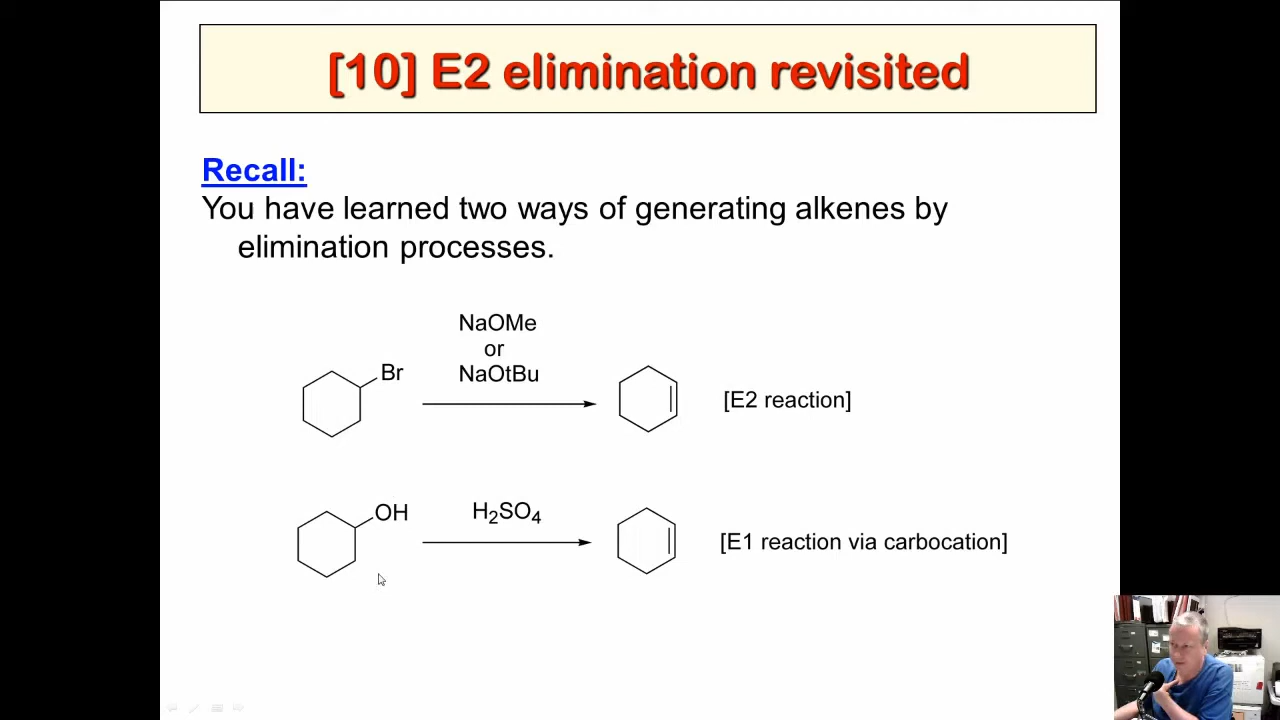 [10] E2 elimination revisited
Recall:
You have learned two ways of generating alkenes by
elimination processes.
NaOMe
or
NaOtBu
Br
[E2 reaction]
OH
H₂SO₄
[E1 reaction via carbocation]